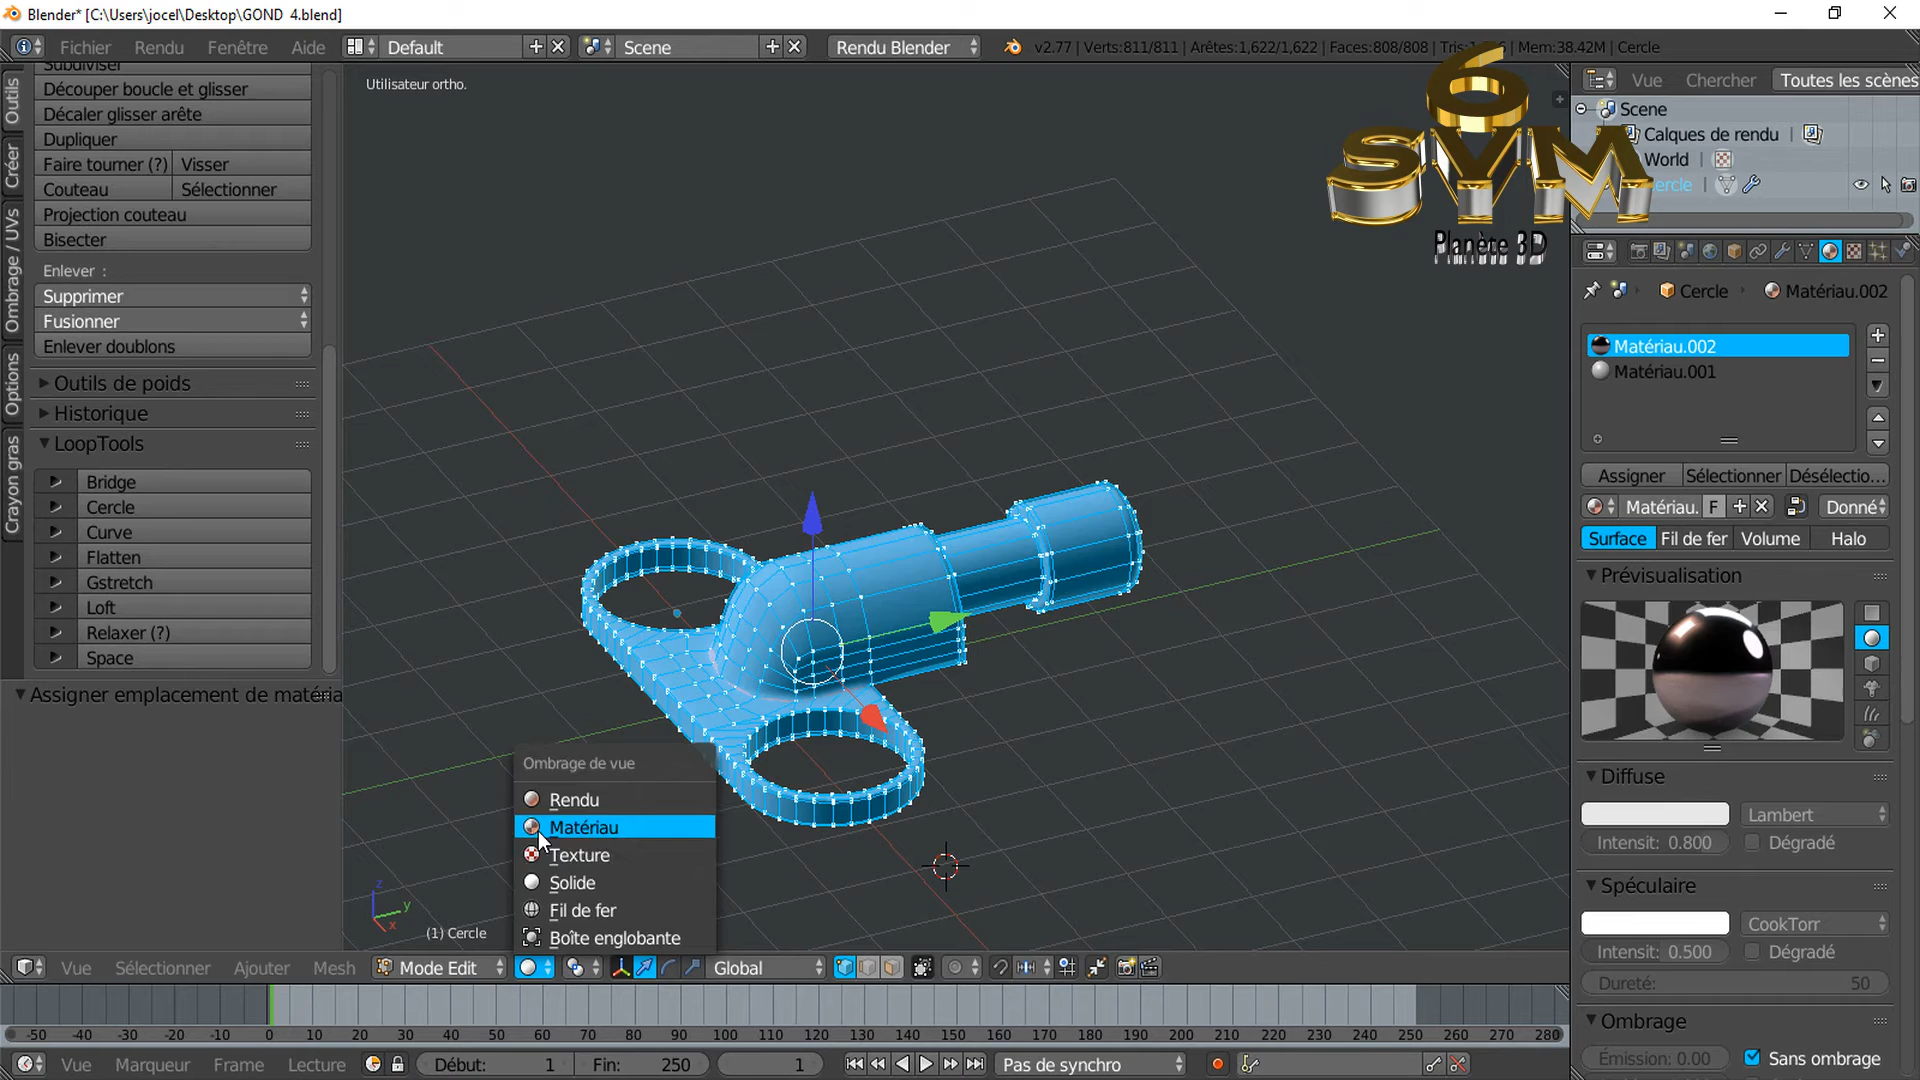 Blender* [C:\Users\jocel\Desktop\GOND  4.blend]
Fichier Rendu Fenêtre Aide Default Scene Rendu Blender v2.77 | Verts:811/811 | Arêtes:1,622/1,622 | Faces:808/808 | Mem:38.42M | Cercle
Subdiviser
Découper boucle et glisser
Décaler glisser arête
Dupliquer
Faire tourner (?) Visser
Couteau Sélectionner
Projection couteau
Bisecter
Enlever :
Supprimer
Fusionner
Enlever doublons
Outils de poids
Historique
LoopTools
Bridge
Cercle
Curve
Flatten
Gstretch
Loft
Relaxer (?)
Space
Assigner emplacement de matéria
Outils
Créer
Ombrage / UVs
Options
Crayon gras
Utilisateur ortho.
6
SYM
Planète 3D
Ombrage de vue
Rendu
Matériau
Texture
Solide
Fil de fer
Boîte englobante
z
y
x
(1) Cercle
Vue Sélectionner Ajouter Mesh Mode Edit Global
-50 -40 -30 -20 -10 0 10 20 30 40 50 60 70 80 90 100 110 120 130 140 150 160 170 180 190 200 210 220 230 240 250 260 270 280
Vue Marqueur Frame Lecture Début: 1 Fin: 250 1 Pas de synchro
Vue Chercher Toutes les scènes
Scene
Calques de rendu
World
Cercle
Cercle Matériau.002
Matériau.002
Matériau.001
Assigner Sélectionner Désélectio...
Matériau. F Donné
Surface Fil de fer Volume Halo
Prévisualisation
Diffuse
Lambert
Intensit: 0.800 Dégradé
Spéculaire
CookTorr
Intensit: 0.500 Dégradé
Dureté: 50
Ombrage
Émission: 0.00 Sans ombrage